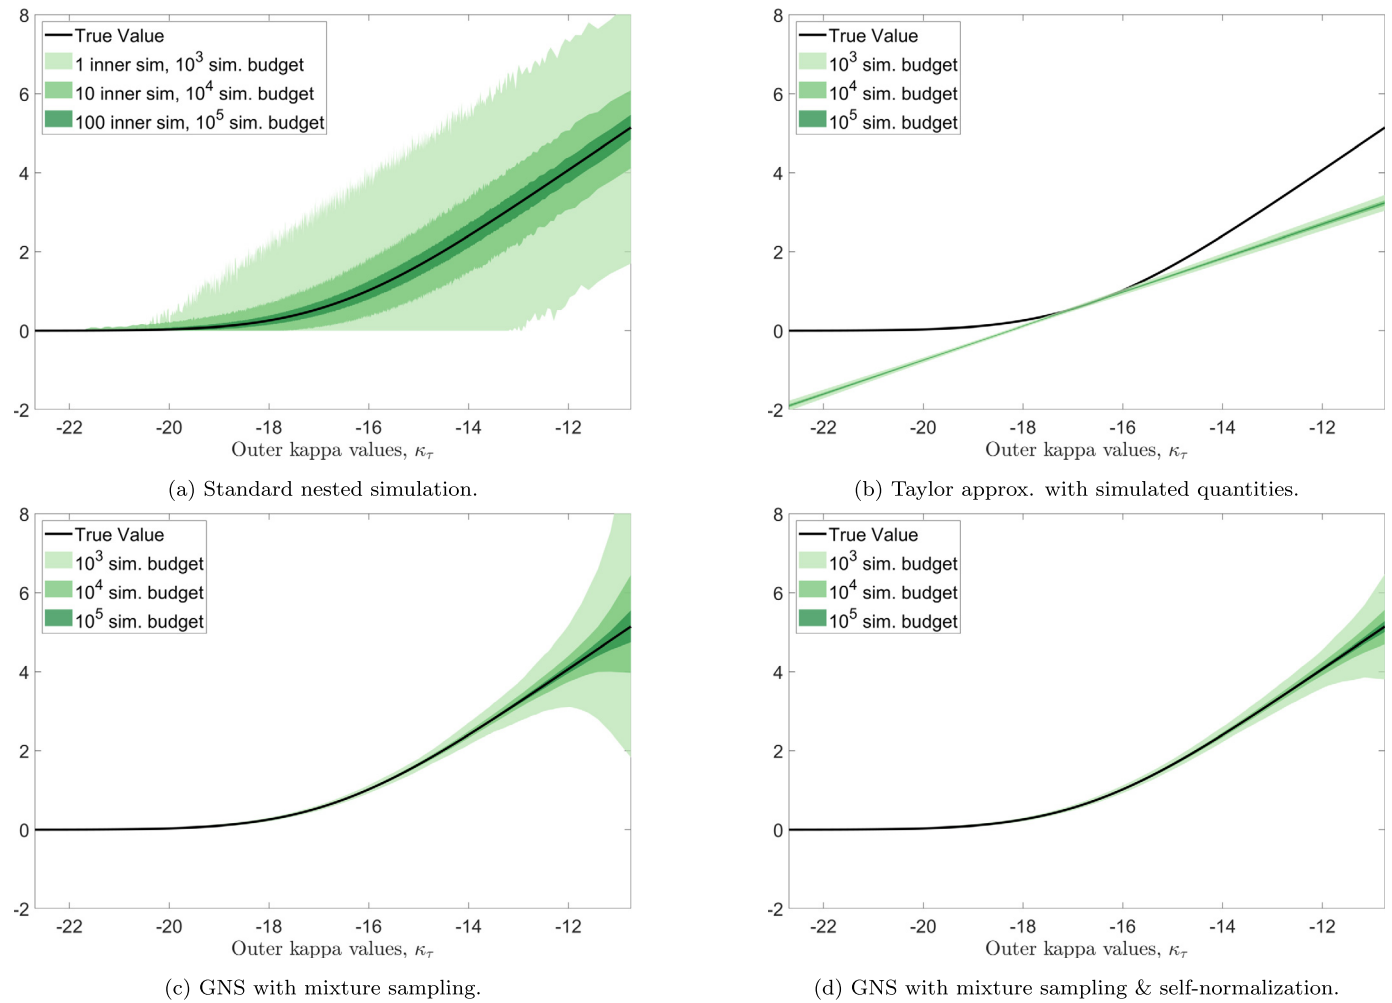 8
6
4
2
0
-2
True Value
1 inner sim, 10³ sim. budget
10 inner sim, 10⁴ sim. budget
100 inner sim, 10⁵ sim. budget
-22 -20 -18 -16 -14 -12
Outer kappa values, κτ
(a) Standard nested simulation.
8
6
4
2
0
-2
True Value
10³ sim. budget
10⁴ sim. budget
10⁵ sim. budget
-22 -20 -18 -16 -14 -12
Outer kappa values, κτ
(b) Taylor approx. with simulated quantities.
8
6
4
2
0
-2
True Value
10³ sim. budget
10⁴ sim. budget
10⁵ sim. budget
-22 -20 -18 -16 -14 -12
Outer kappa values, κτ
(c) GNS with mixture sampling.
8
6
4
2
0
-2
True Value
10³ sim. budget
10⁴ sim. budget
10⁵ sim. budget
-22 -20 -18 -16 -14 -12
Outer kappa values, κτ
(d) GNS with mixture sampling & self-normalization.